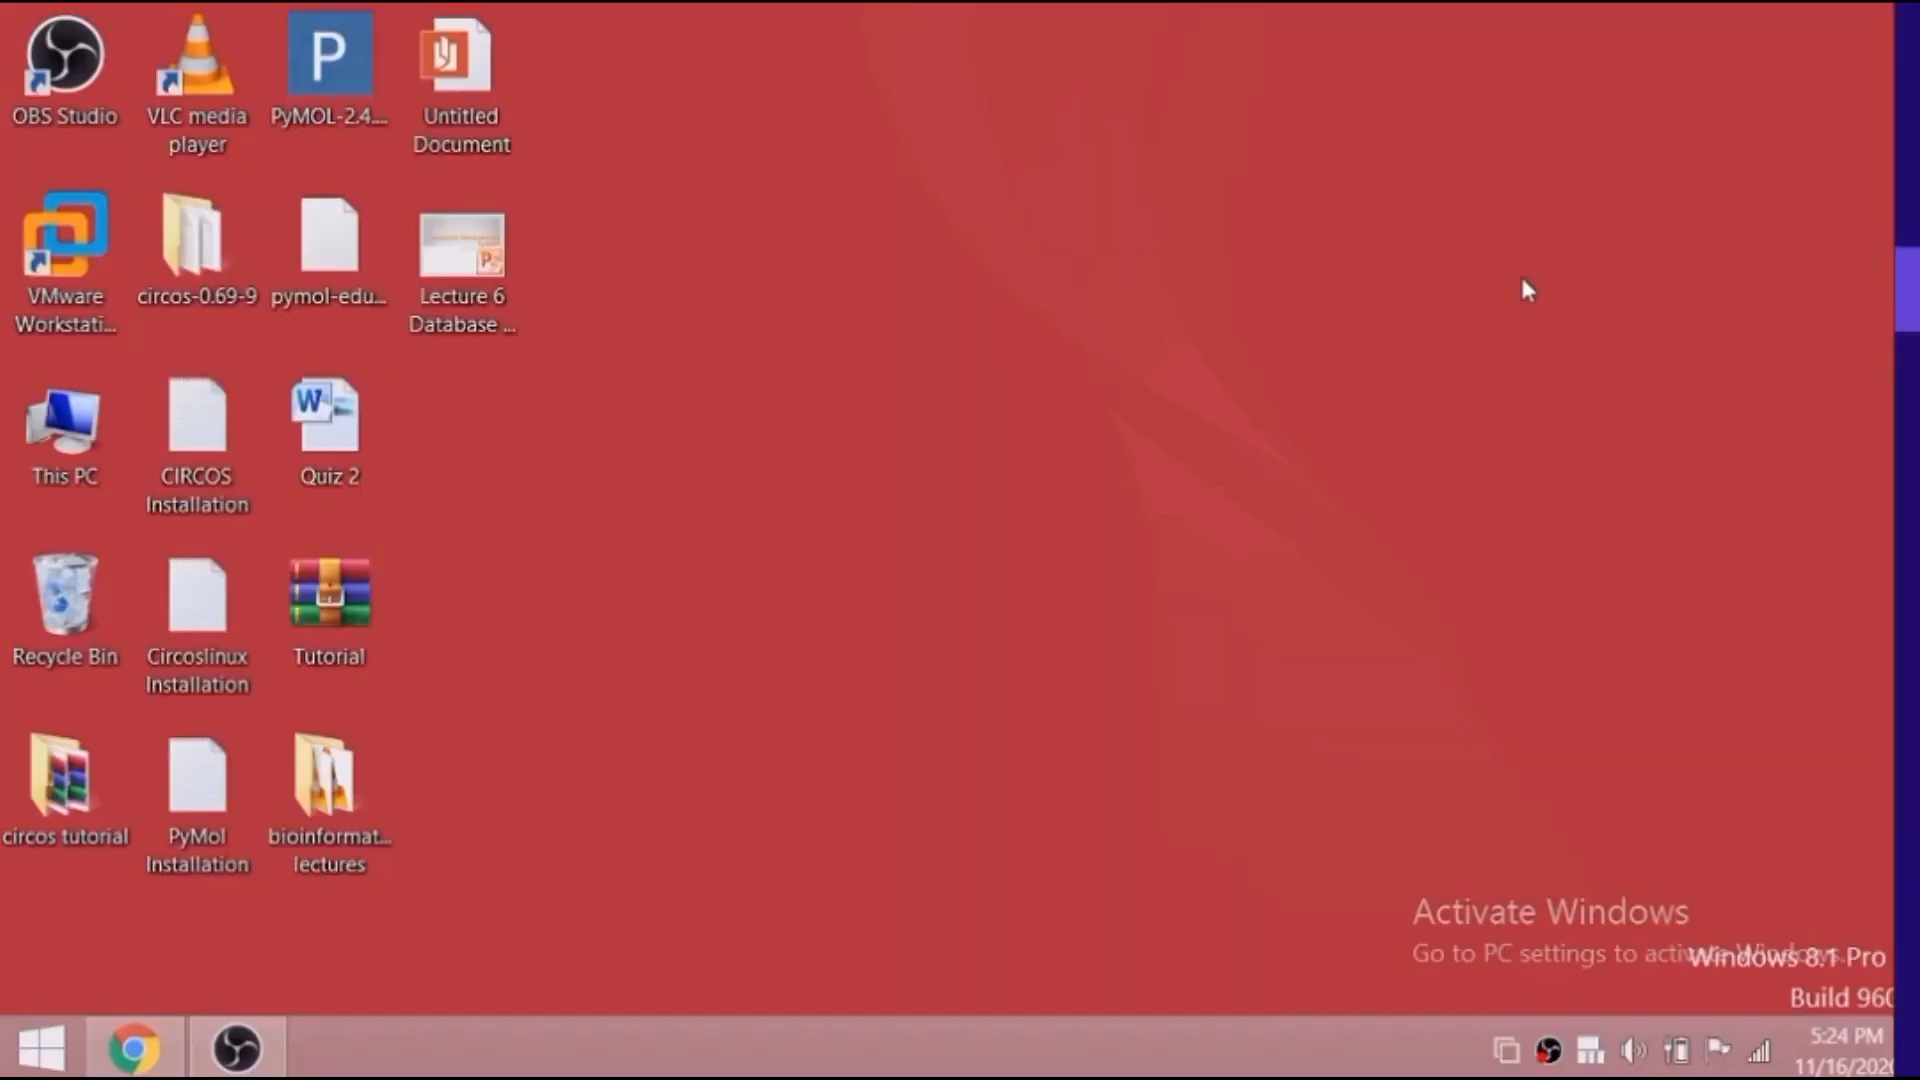 OBS Studio
VLC media
player
PyMOL-2.4....
Untitled
Document
VMware
Workstati...
circos-0.69-9
pymol-edu...
Lecture 6
Database ...
This PC
CIRCOS
Installation
Quiz 2
Recycle Bin
Circoslinux
Installation
Tutorial
circos tutorial
PyMol
Installation
bioinformat...
lectures
Activate Windows
Go to PC settings to activate Windows.
Windows 8.1 Pro
Build 960
5:24 PM
11/16/2020